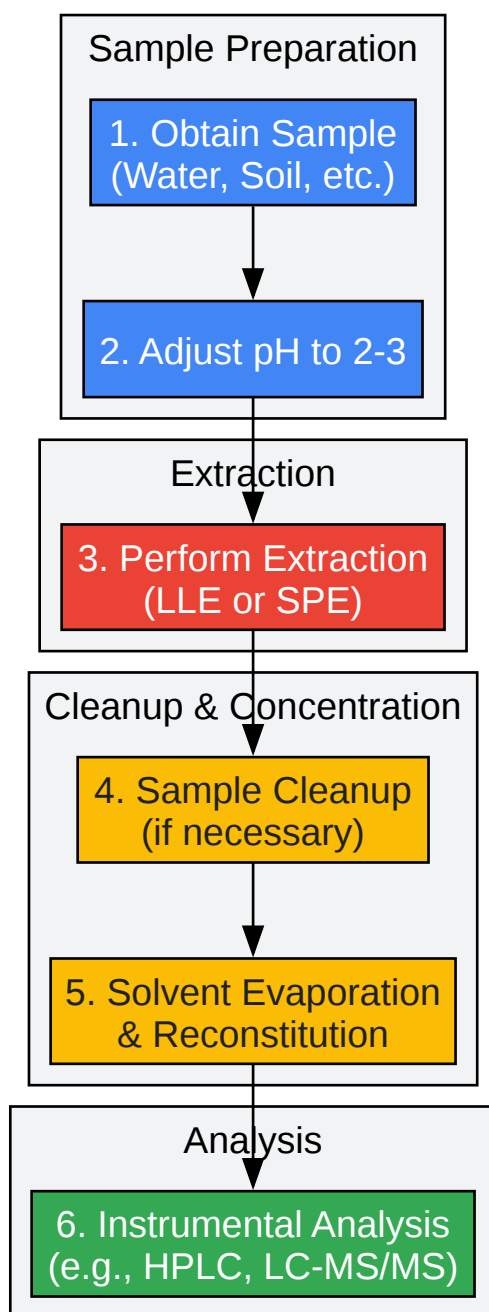 Sample Preparation
1. Obtain Sample
(Water, Soil, etc.)
2. Adjust pH to 2-3
Extraction
3. Perform Extraction
(LLE or SPE)
Cleanup & Concentration
4. Sample Cleanup
(if necessary)
5. Solvent Evaporation
& Reconstitution
Analysis
6. Instrumental Analysis
(e.g., HPLC, LC-MS/MS)